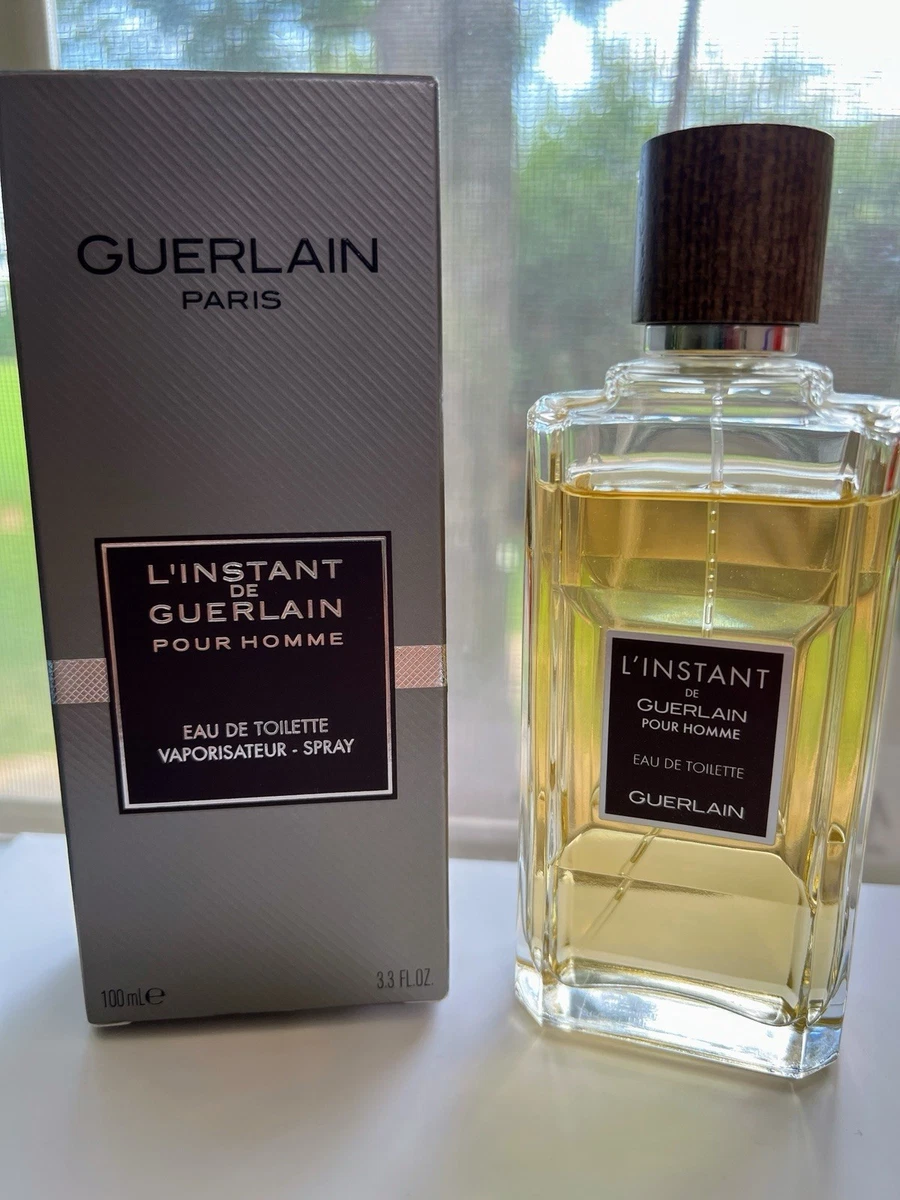 GUERLAIN
PARIS
L'INSTANT
DE
GUERLAIN
POUR HOMME
EAU DE TOILETTE
VAPORISATEUR - SPRAY
100 mL℮
3.3 FL.OZ.
L'INSTANT
DE
GUERLAIN
POUR HOMME
EAU DE TOILETTE
GUERLAIN